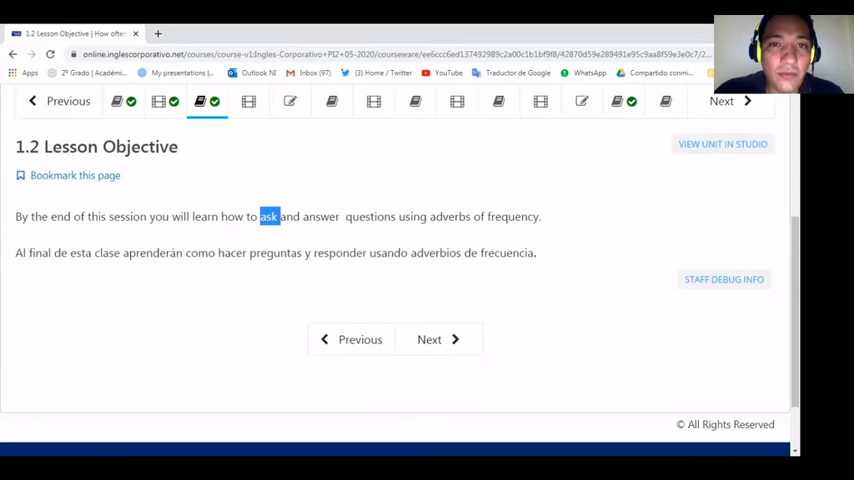 1.2 Lesson Objective | How ofte
online.inglescorporativo.net/courses/course-v1:Ingles-Corporativo+PI2+05-2020/courseware/ee6ccc6ed137492989c2a00c1b1bf9f8/42870d59e289491e95c9aa8f59e3e0c7/2...
Apps 2º Grado | Académi... My presentations |... Outlook NI Inbox (97) (3) Home / Twitter YouTube Traductor de Google WhatsApp Compartido conmi...
Previous Next
1.2 Lesson Objective
VIEW UNIT IN STUDIO
Bookmark this page
By the end of this session you will learn how to ask and answer questions using adverbs of frequency.
Al final de esta clase aprenderán como hacer preguntas y responder usando adverbios de frecuencia.
STAFF DEBUG INFO
Previous Next
© All Rights Reserved